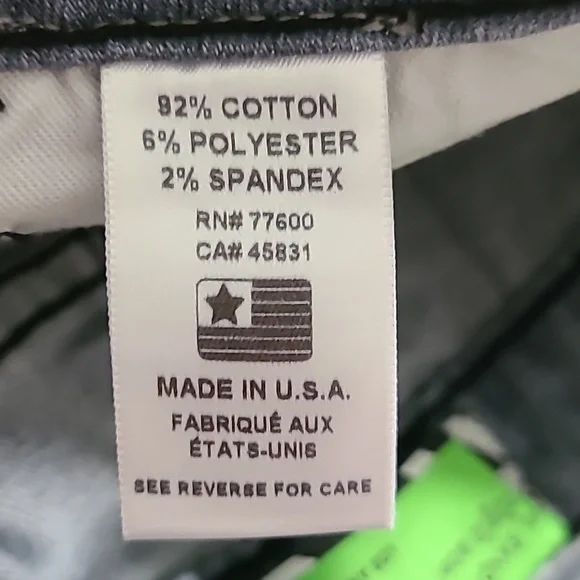 92% COTTON
6% POLYESTER
2% SPANDEX
RN# 77600
CA# 45831
MADE IN U.S.A.
FABRIQUÉ AUX
ÉTATS-UNIS
SEE REVERSE FOR CARE